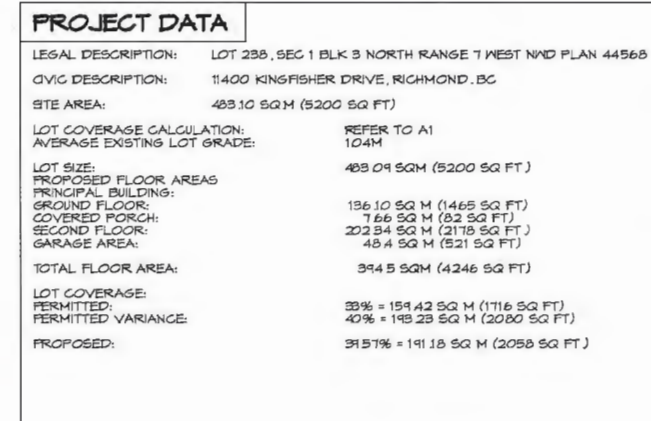 PROJECT DATA
LEGAL DESCRIPTION: LOT 238, SEC 1 BLK 3 NORTH RANGE 7 WEST NWD PLAN 44568
CIVIC DESCRIPTION: 11400 KINGFISHER DRIVE, RICHMOND. BC
SITE AREA: 483.10 SQ M (5200 SQ FT)
LOT COVERAGE CALCULATION: REFER TO A1
AVERAGE EXISTING LOT GRADE: 1.04M
LOT SIZE: 483.09 SQM (5200 SQ FT)
PROPOSED FLOOR AREAS
PRINCIPAL BUILDING:
GROUND FLOOR: 136.10 SQ M (1465 SQ FT)
COVERED PORCH: 7.66 SQ M (82 SQ FT)
SECOND FLOOR: 202.34 SQ M (2178 SQ FT)
GARAGE AREA: 48.4 SQ M (521 SQ FT)
TOTAL FLOOR AREA: 394.5 SQM (4246 SQ FT)
LOT COVERAGE:
PERMITTED: 33% = 159.42 SQ M (1716 SQ FT)
PERMITTED VARIANCE: 40% = 193.23 SQ M (2080 SQ FT)
PROPOSED: 39.57% = 191.18 SQ M (2058 SQ FT)